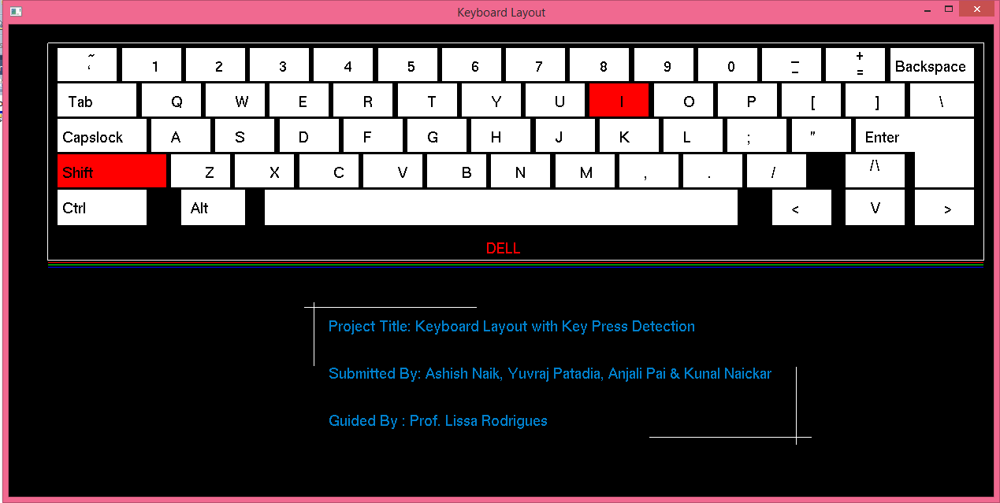 Keyboard Layout
~ 1 2 3 4 5 6 7 8 9 0 _ + Backspace
‘ - =
Tab Q W E R T Y U I O P [ ] \
Capslock A S D F G H J K L ; " Enter
Shift Z X C V B N M , . / /\
Ctrl Alt < V >
DELL
Project Title: Keyboard Layout with Key Press Detection
Submitted By: Ashish Naik, Yuvraj Patadia, Anjali Pai & Kunal Naickar
Guided By : Prof. Lissa Rodrigues